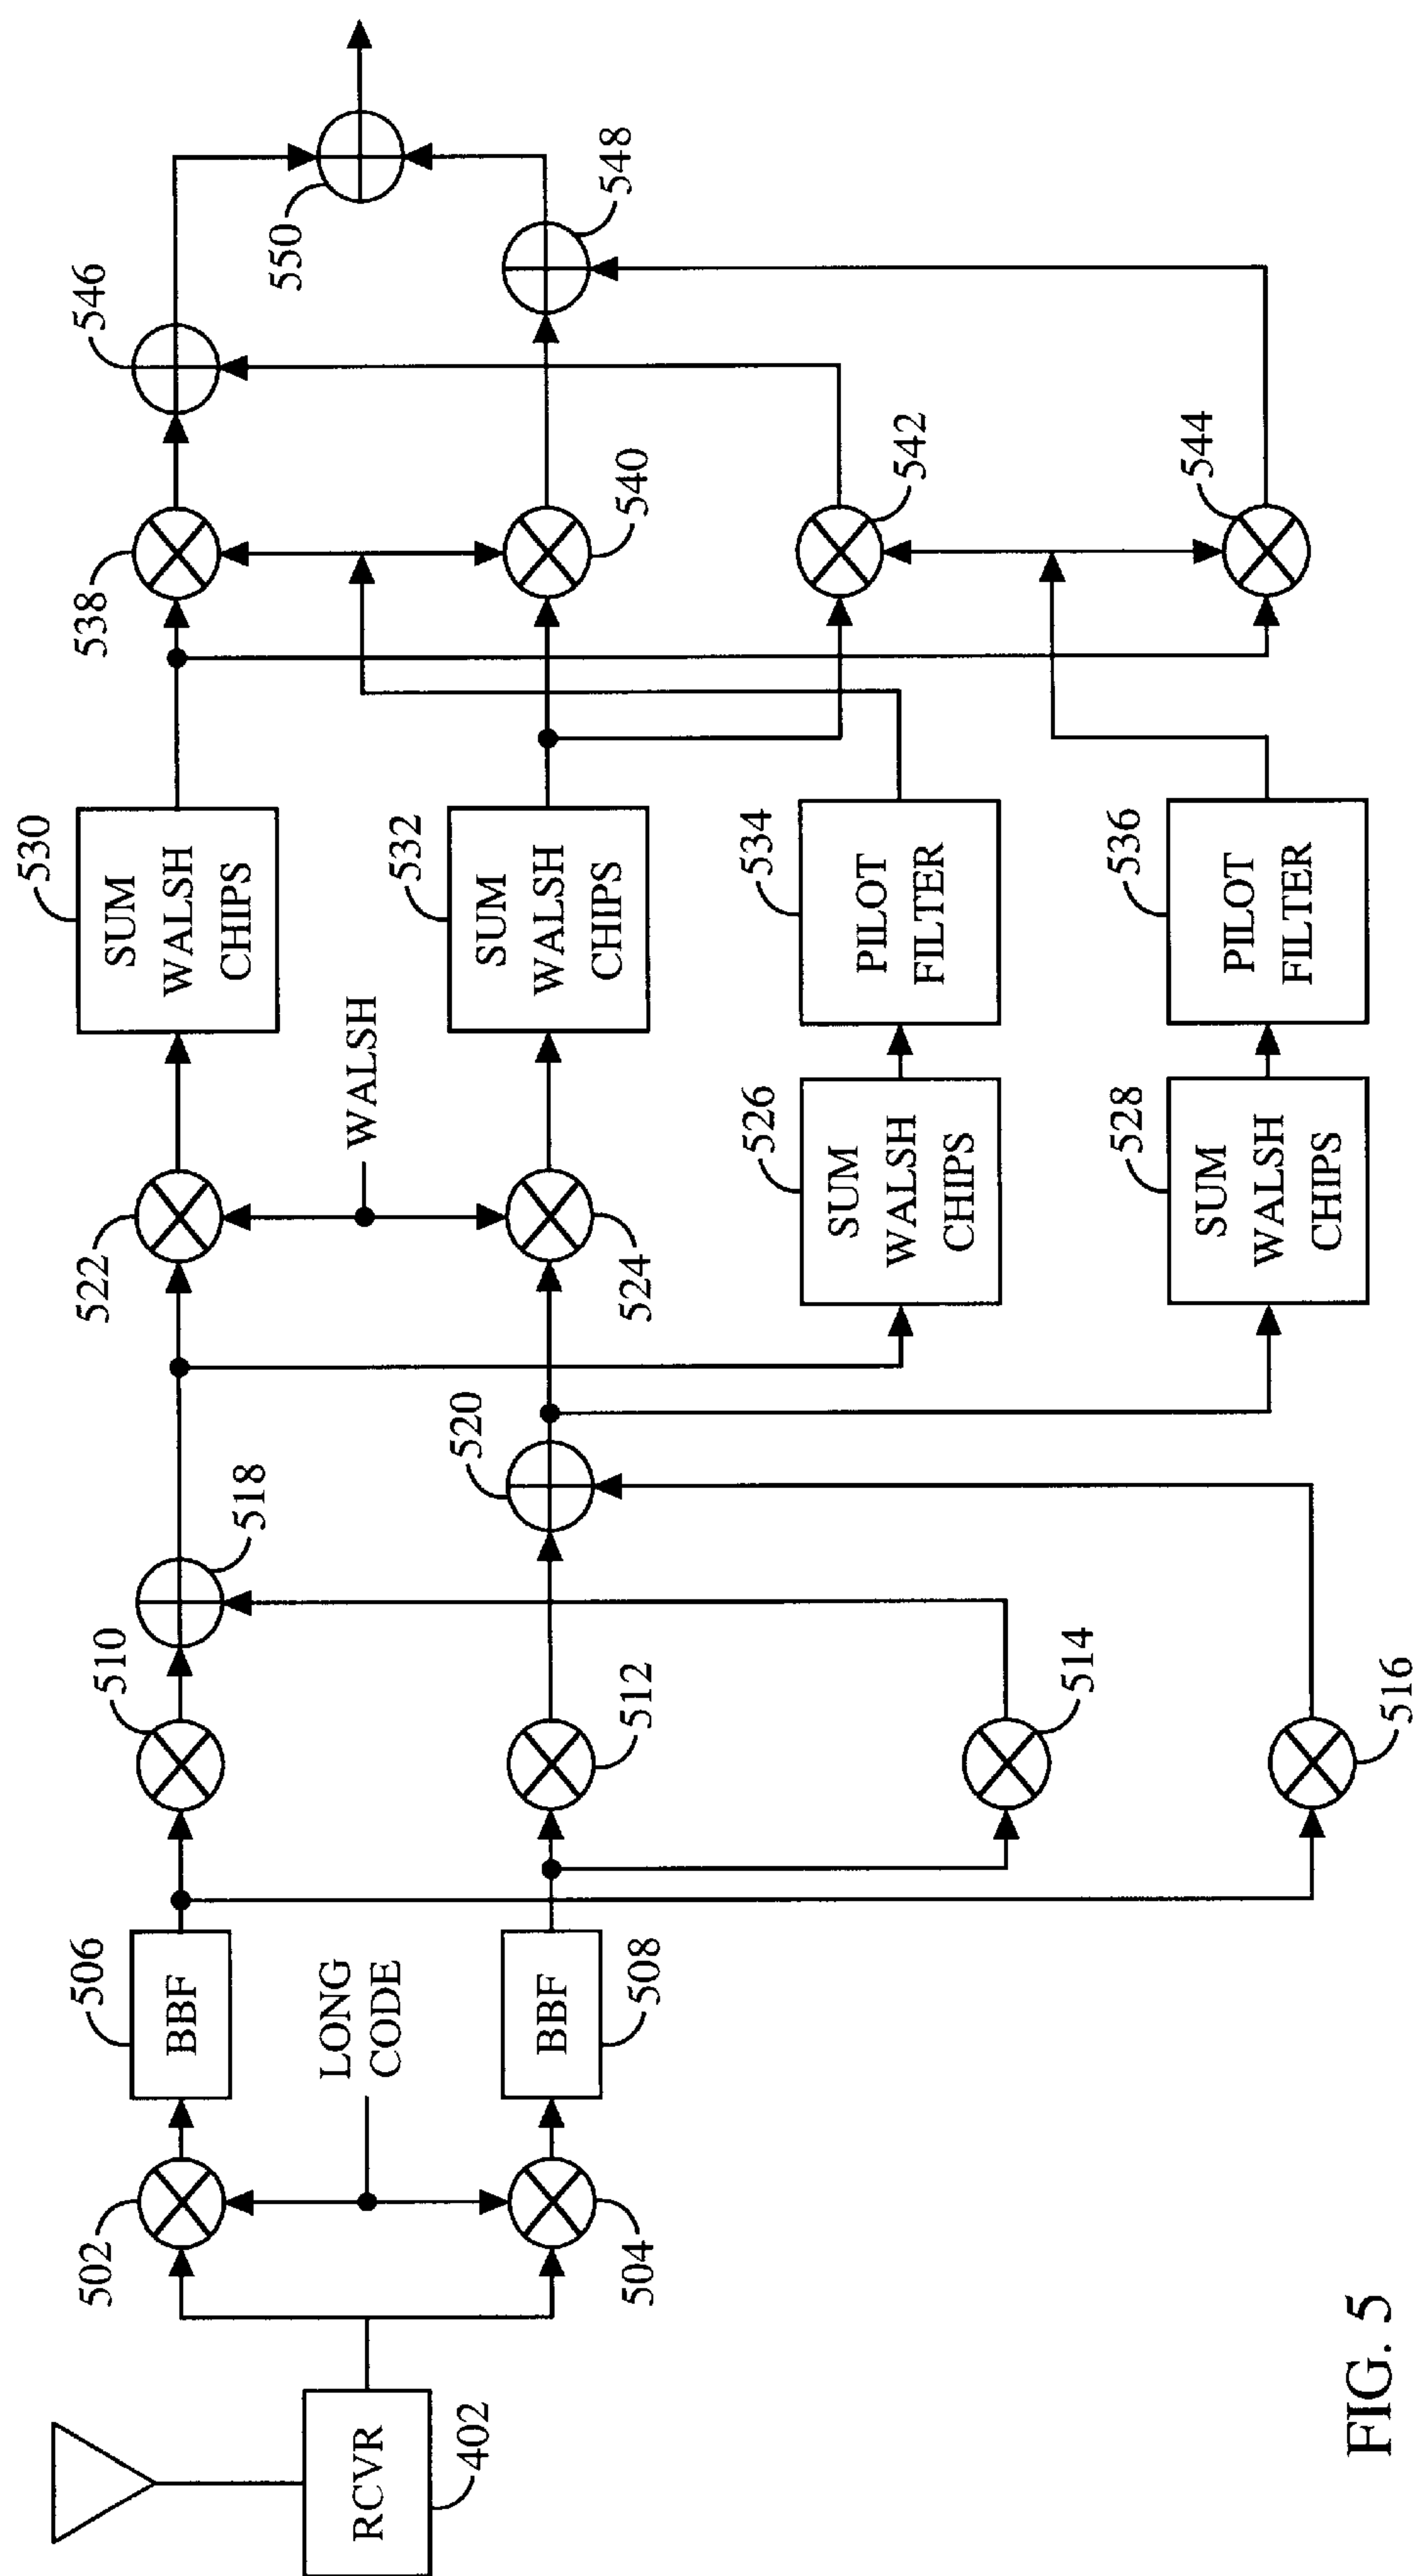 RCVR
402
502
504
LONG
CODE
506
BBF
508
BBF
510
512
514
516
518
520
522
524
WALSH
526
SUM
WALSH
CHIPS
528
SUM
WALSH
CHIPS
530
SUM
WALSH
CHIPS
532
SUM
WALSH
CHIPS
534
PILOT
FILTER
536
PILOT
FILTER
538
540
542
544
546
548
550
FIG. 5